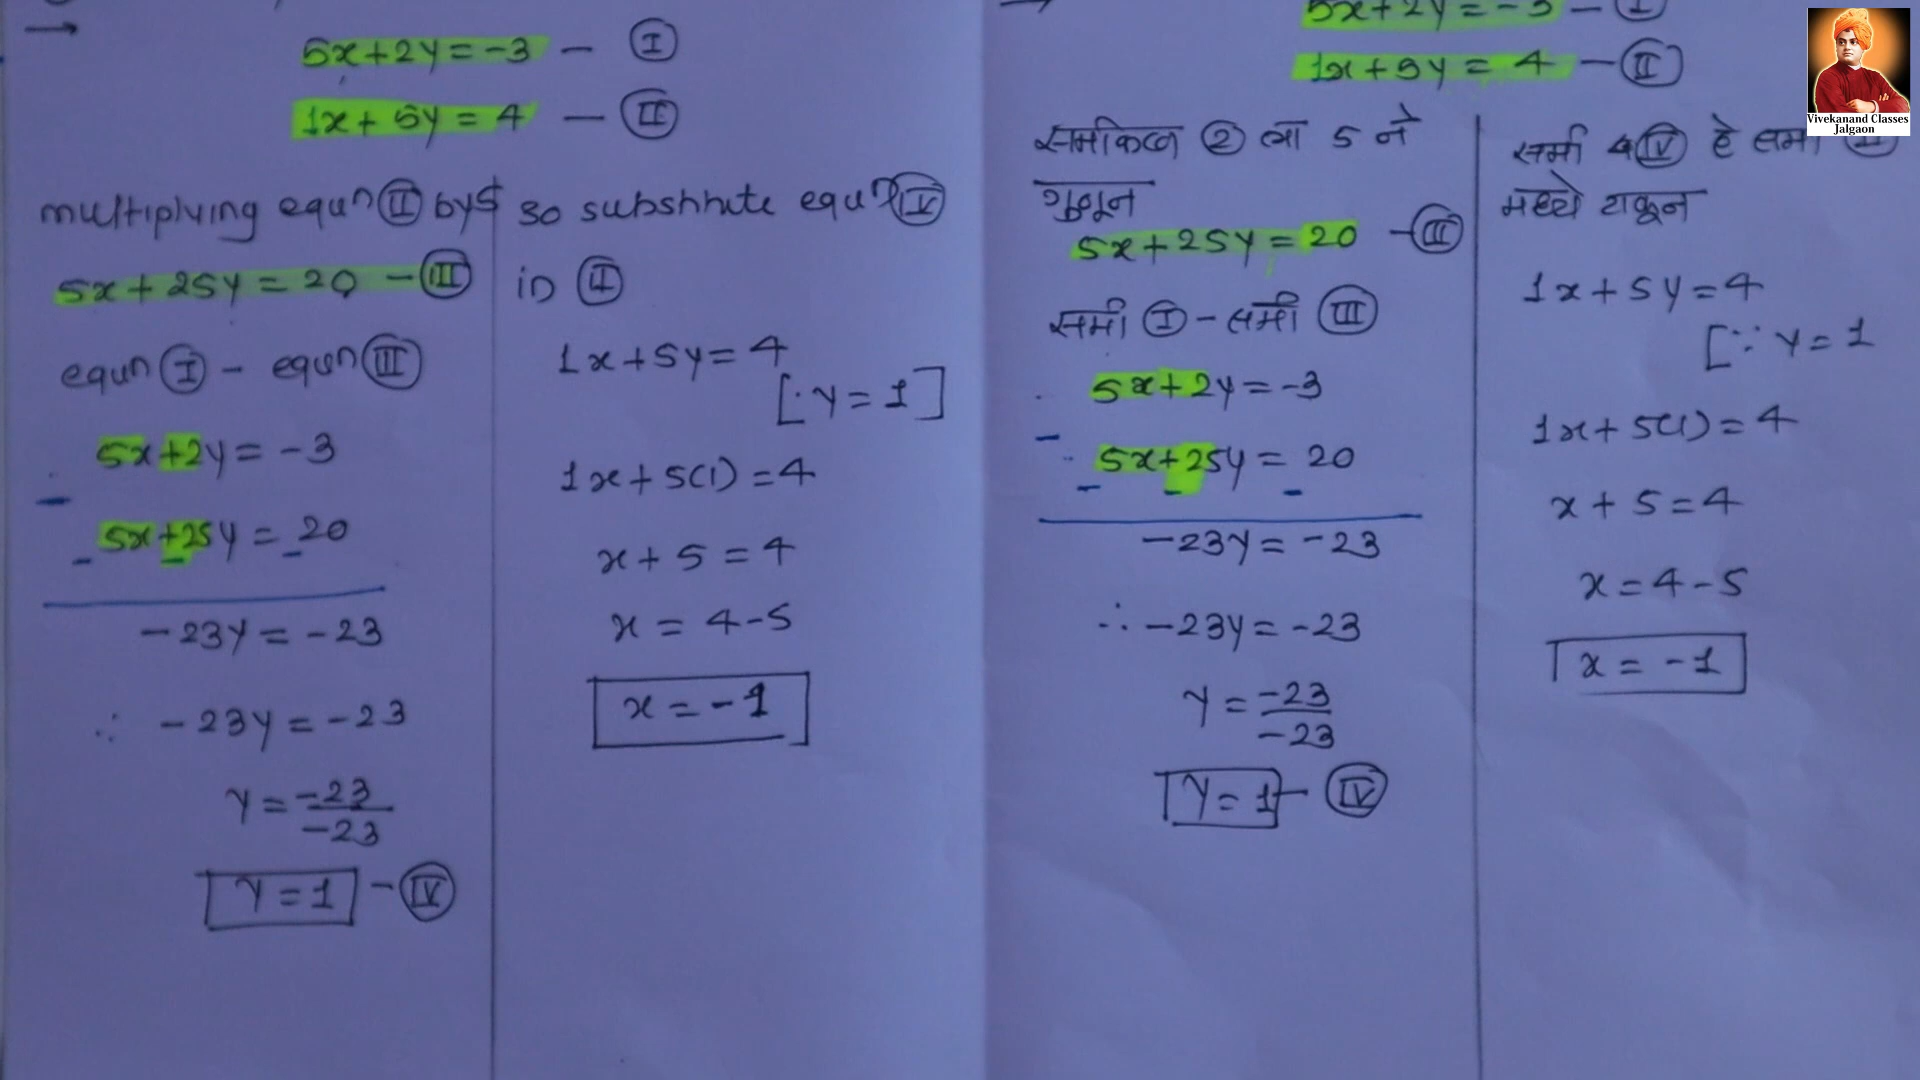 5x+2y=-3 — I
1x+5y=4 — II
multiplying equn II by 5
5x+25y=20 — III
equn I - equn III
5x+2y=-3
-
5x+25y=20
- - -
-23y=-23
∴ -23y=-23
y=-23/-23
y=1 — IV
so substitute equn IV
in II
1x+5y=4
[∵ y=1]
1x+5(1)=4
x+5=4
x=4-5
x=-1
5x+2y=-3 — I
1x+5y=4 — II
समीकरण 2 ला 5 ने
गुणून
5x+25y=20 — III
समी I - समी III
5x+2y=-3
-
5x+25y=20
- - -
-23y=-23
∴ -23y=-23
y=-23/-23
y=1 — IV
समी IV हे समी II
मध्ये टाकून
1x+5y=4
[∵ y=1
1x+5(1)=4
x+5=4
x=4-5
x=-1
Vivekanand Classes
Jalgaon